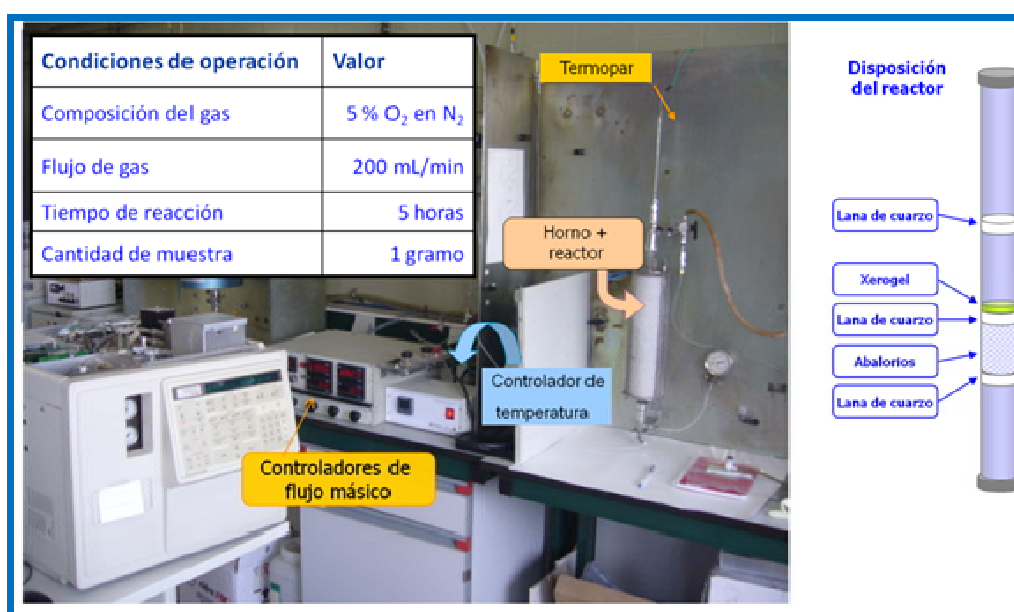 Condiciones de operación Valor
Composición del gas 5 % O₂ en N₂
Flujo de gas 200 mL/min
Tiempo de reacción 5 horas
Cantidad de muestra 1 gramo
Termopar
Horno +
reactor
Controlador de
temperatura
Controladores de
flujo másico
Disposición
del reactor
Lana de cuarzo
Xerogel
Lana de cuarzo
Abalorios
Lana de cuarzo